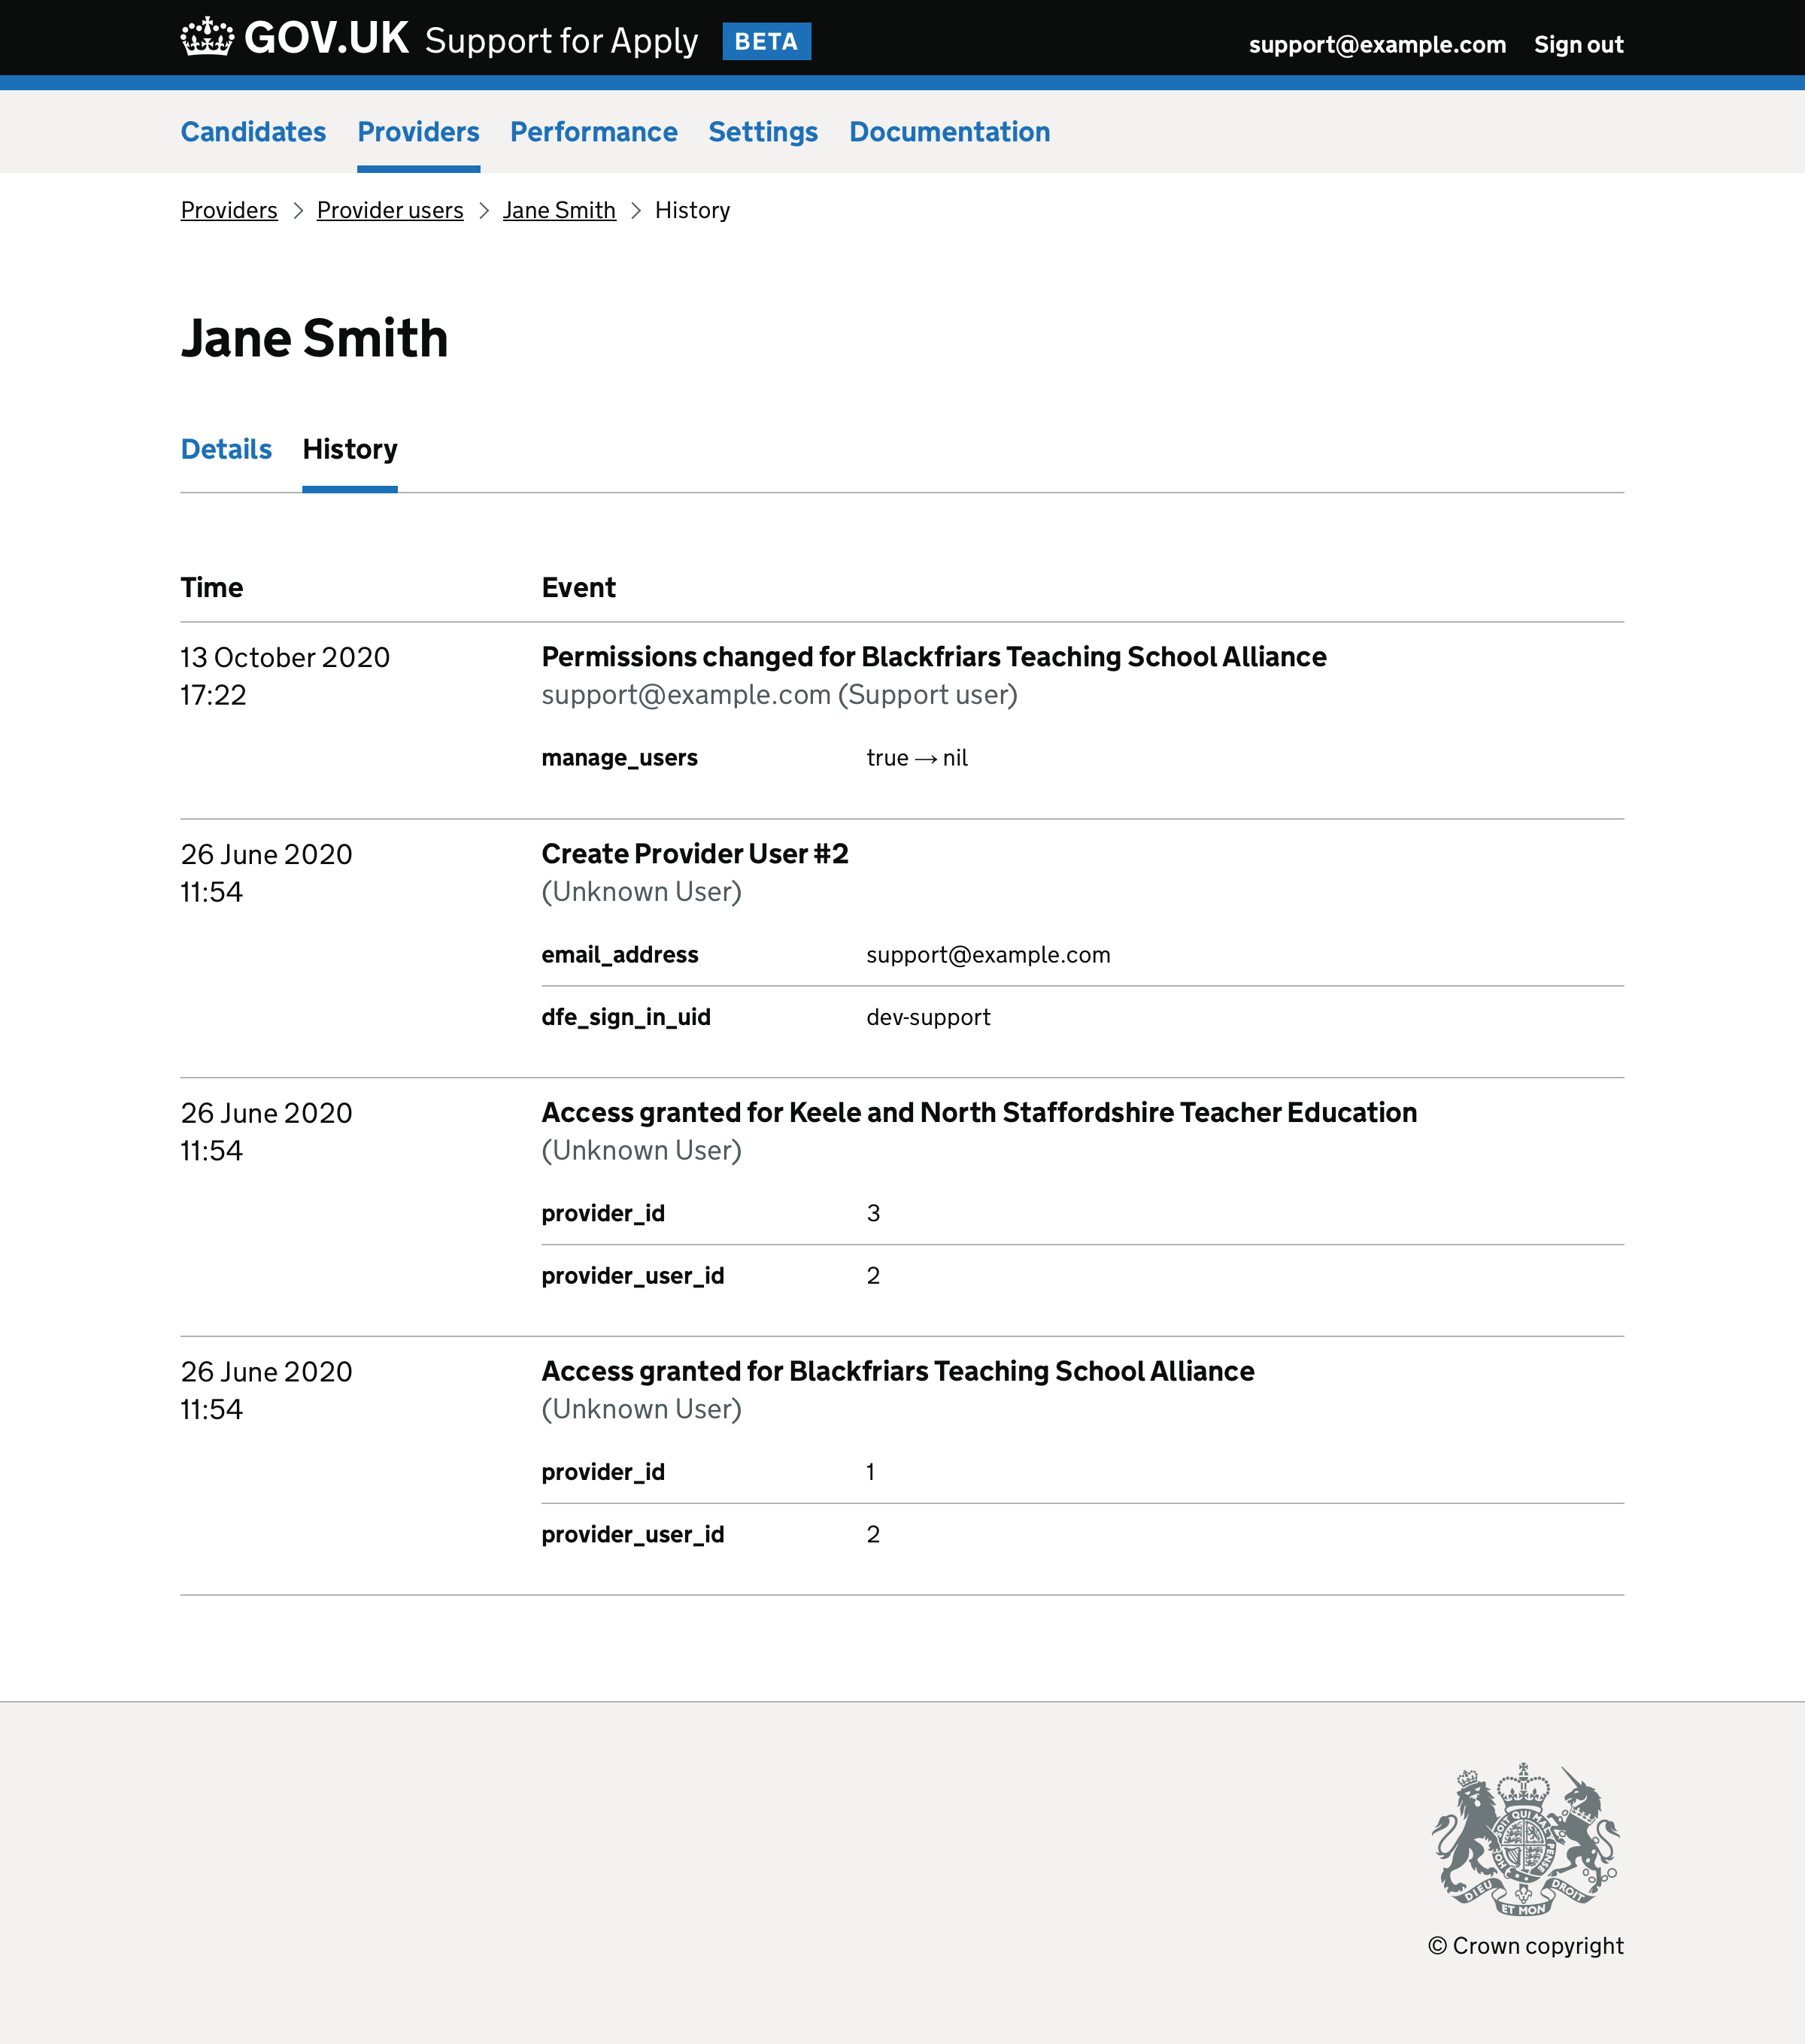 GOV.UK Support for Apply BETA support@example.com Sign out
Candidates Providers Performance Settings Documentation
Providers > Provider users > Jane Smith > History
Jane Smith
Details History
Time Event
13 October 2020 Permissions changed for Blackfriars Teaching School Alliance
17:22 support@example.com (Support user)
manage_users true → nil
26 June 2020 Create Provider User #2
11:54 (Unknown User)
email_address support@example.com
dfe_sign_in_uid dev-support
26 June 2020 Access granted for Keele and North Staffordshire Teacher Education
11:54 (Unknown User)
provider_id 3
provider_user_id 2
26 June 2020 Access granted for Blackfriars Teaching School Alliance
11:54 (Unknown User)
provider_id 1
provider_user_id 2
DIEU ET MON DROIT
© Crown copyright